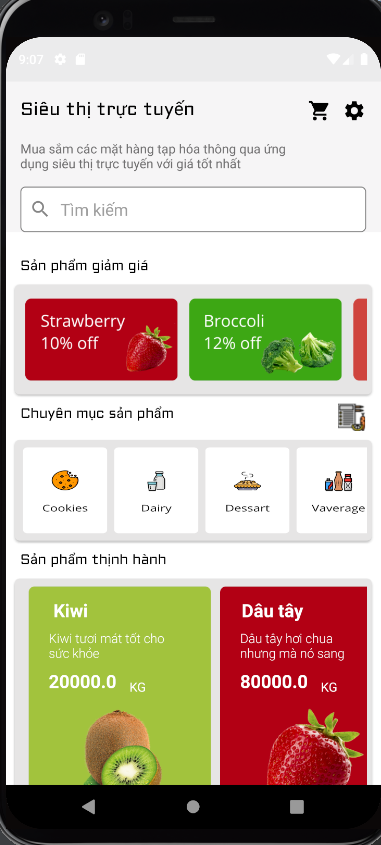 9:07
Siêu thị trực tuyến
Mua sắm các mặt hàng tạp hóa thông qua ứng
dụng siêu thị trực tuyến với giá tốt nhất
Tìm kiếm
Sản phẩm giảm giá
Strawberry
10% off
Broccoli
12% off
Chuyên mục sản phẩm
Cookies
Dairy
Dessart
Vaverage
Sản phẩm thịnh hành
Kiwi
Kiwi tươi mát tốt cho
sức khỏe
20000.0 KG
Dâu tây
Dâu tây hơi chua
nhưng mà nó sang
80000.0 KG